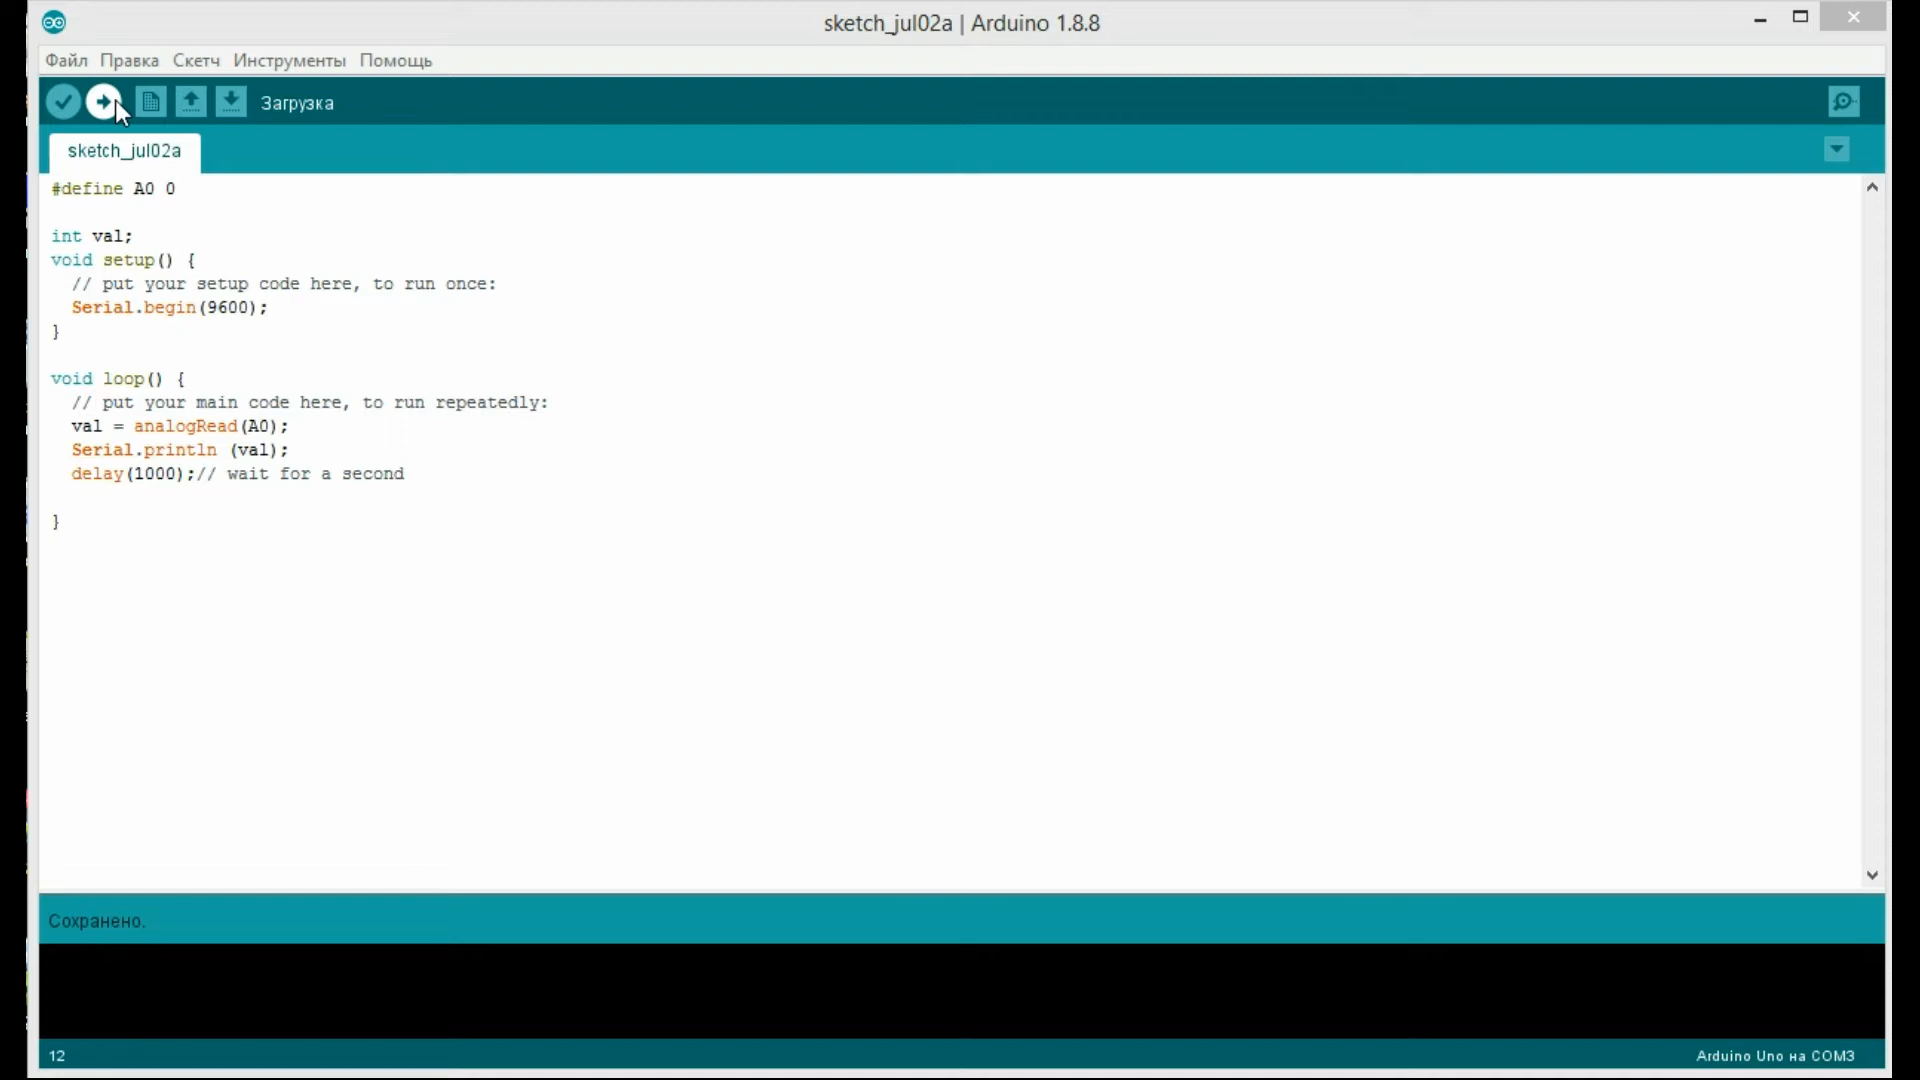 sketch_jul02a | Arduino 1.8.8
Файл Правка Скетч Инструменты Помощь
Загрузка
sketch_jul02a
#define A0 0
int val;
void setup() {
// put your setup code here, to run once:
Serial.begin(9600);
}
void loop() {
// put your main code here, to run repeatedly:
val = analogRead(A0);
Serial.println (val);
delay(1000);// wait for a second
}
Сохранено.
12
Arduino Uno на COM3